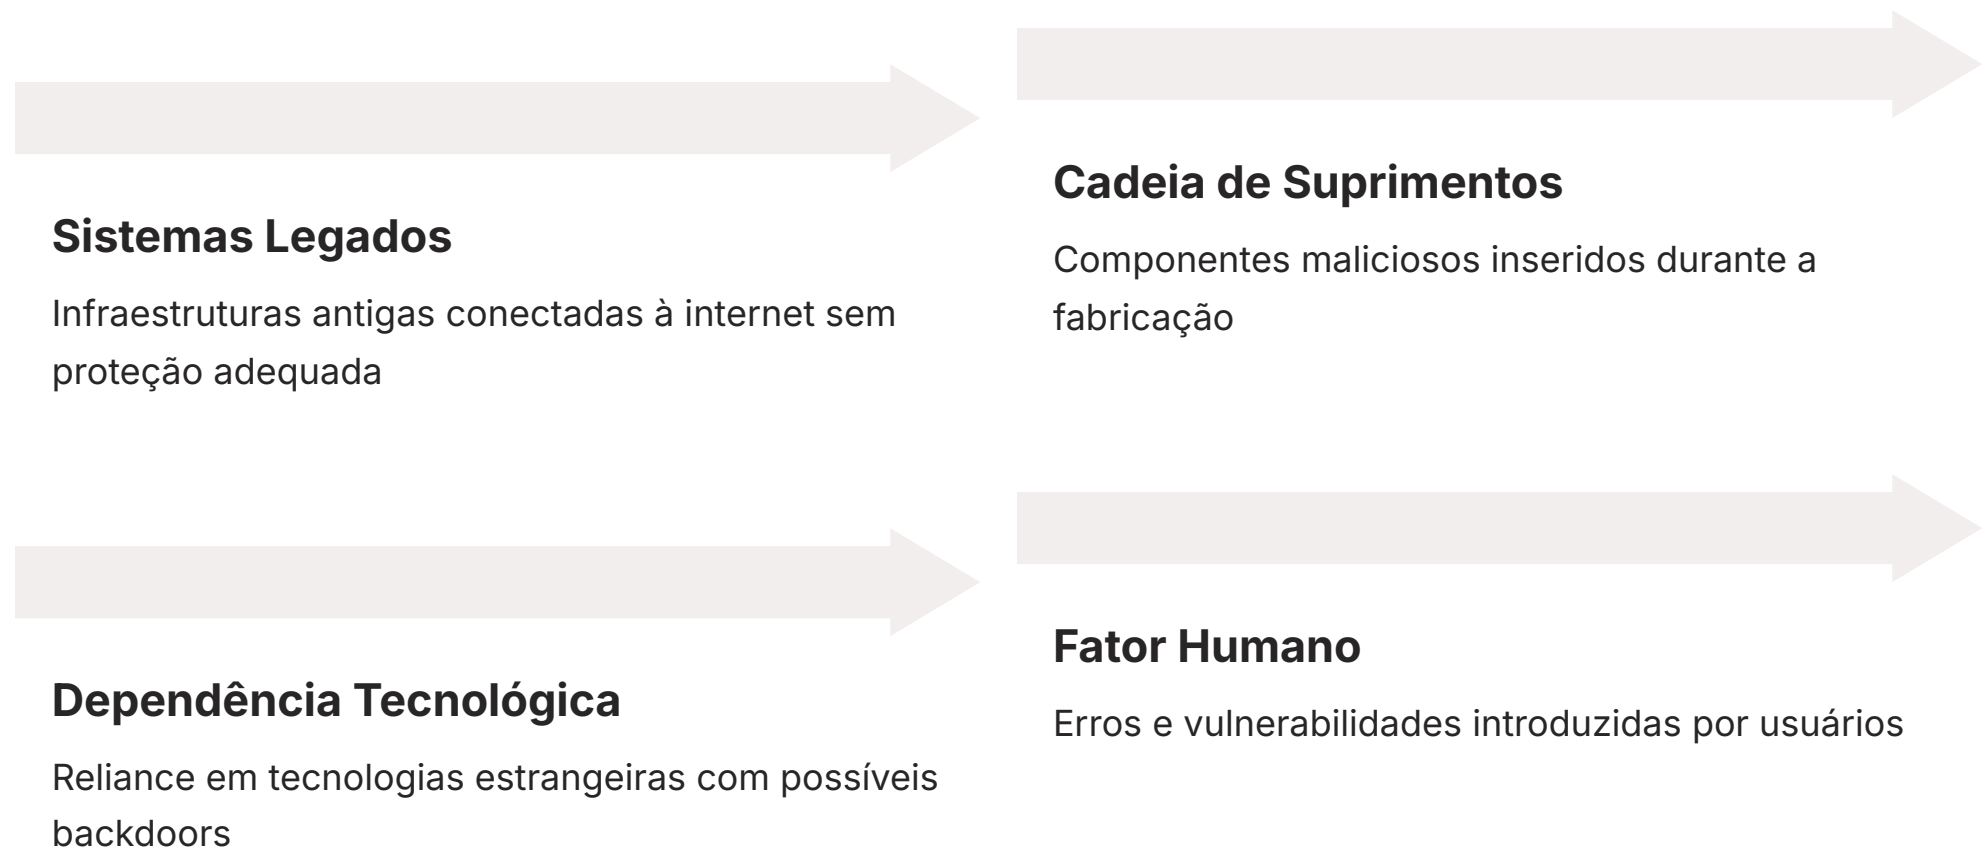 Sistemas Legados
Infraestruturas antigas conectadas à internet sem
proteção adequada
Cadeia de Suprimentos
Componentes maliciosos inseridos durante a
fabricação
Dependência Tecnológica
Reliance em tecnologias estrangeiras com possíveis
backdoors
Fator Humano
Erros e vulnerabilidades introduzidas por usuários